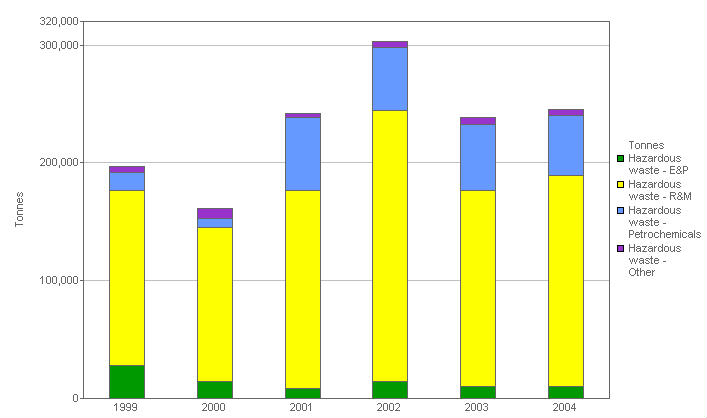 320,000
300,000
200,000
100,000
0
Tonnes
1999 2000 2001 2002 2003 2004
Tonnes
Hazardous
waste - E&P
Hazardous
waste - R&M
Hazardous
waste -
Petrochemicals
Hazardous
waste -
Other